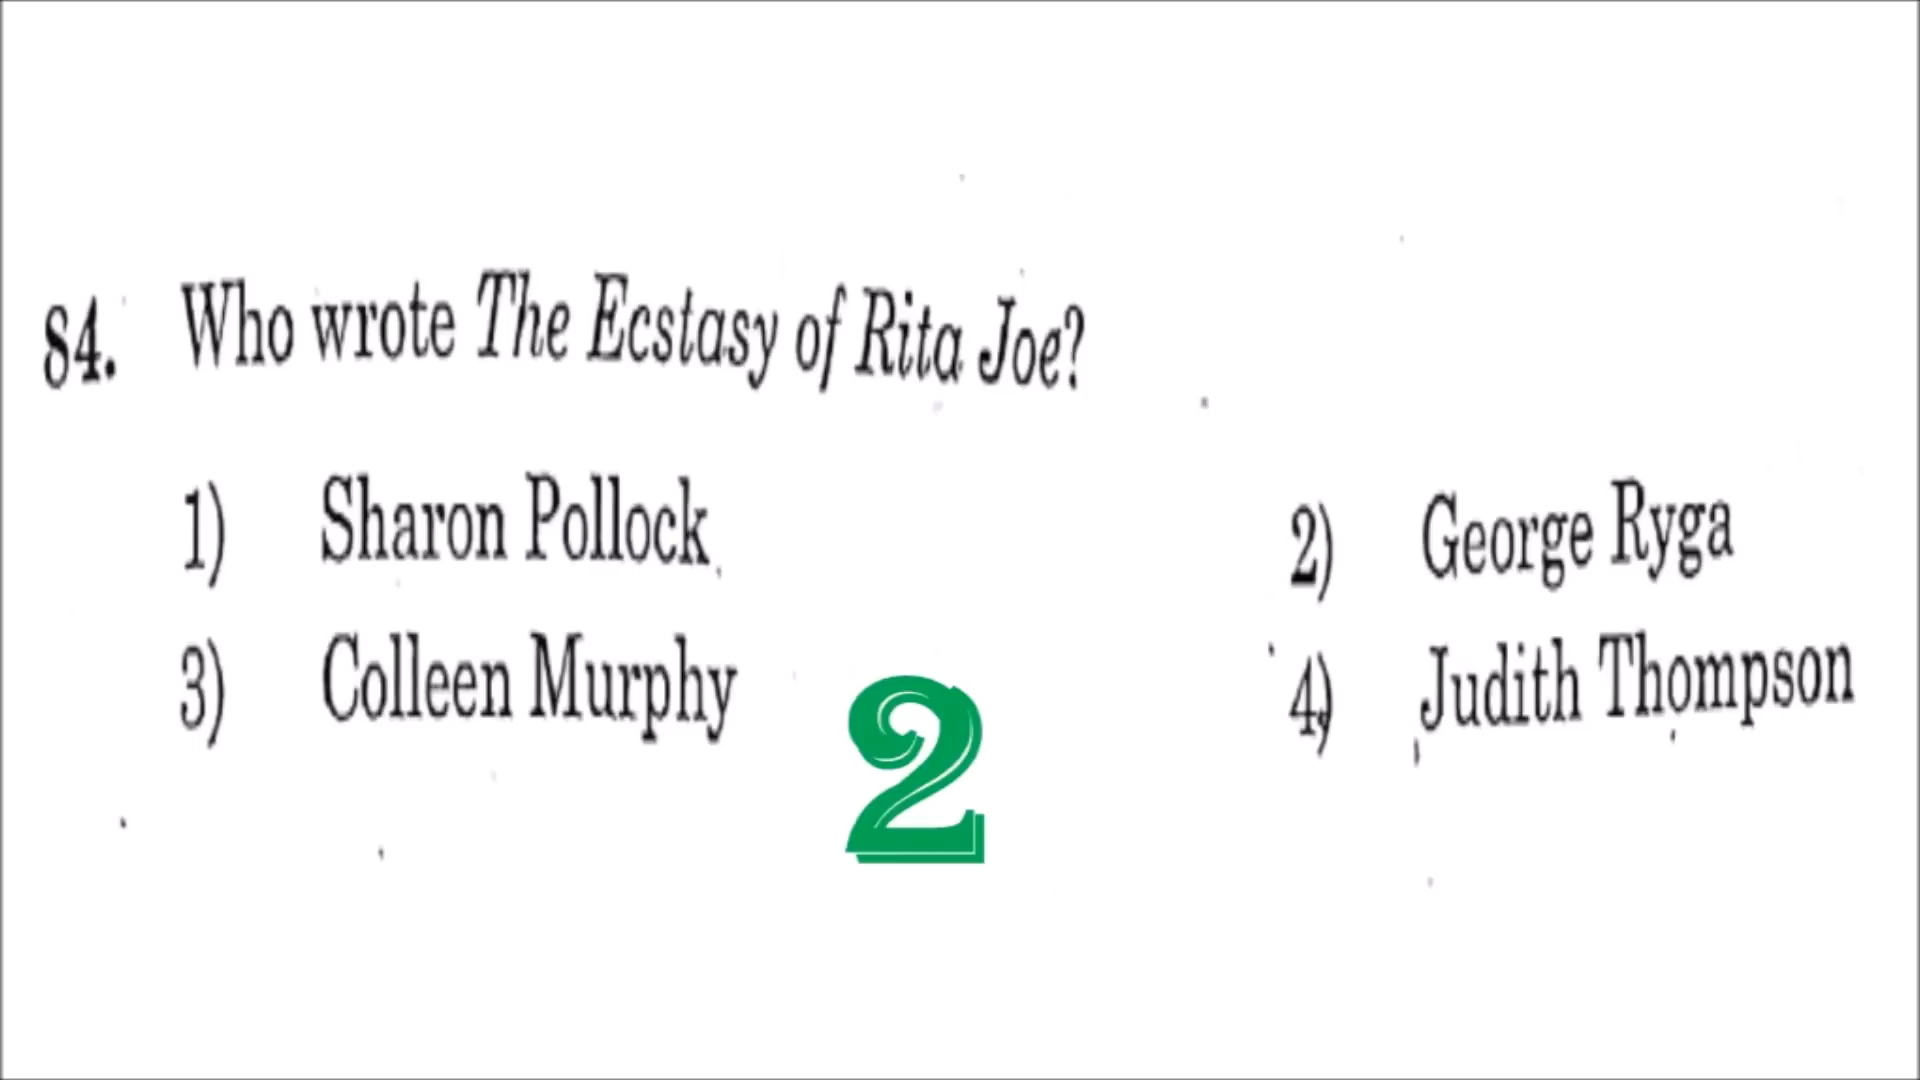 84. Who wrote The Ecstasy of Rita Joe?
1) Sharon Pollock 2) George Ryga
3) Colleen Murphy 4) Judith Thompson
2